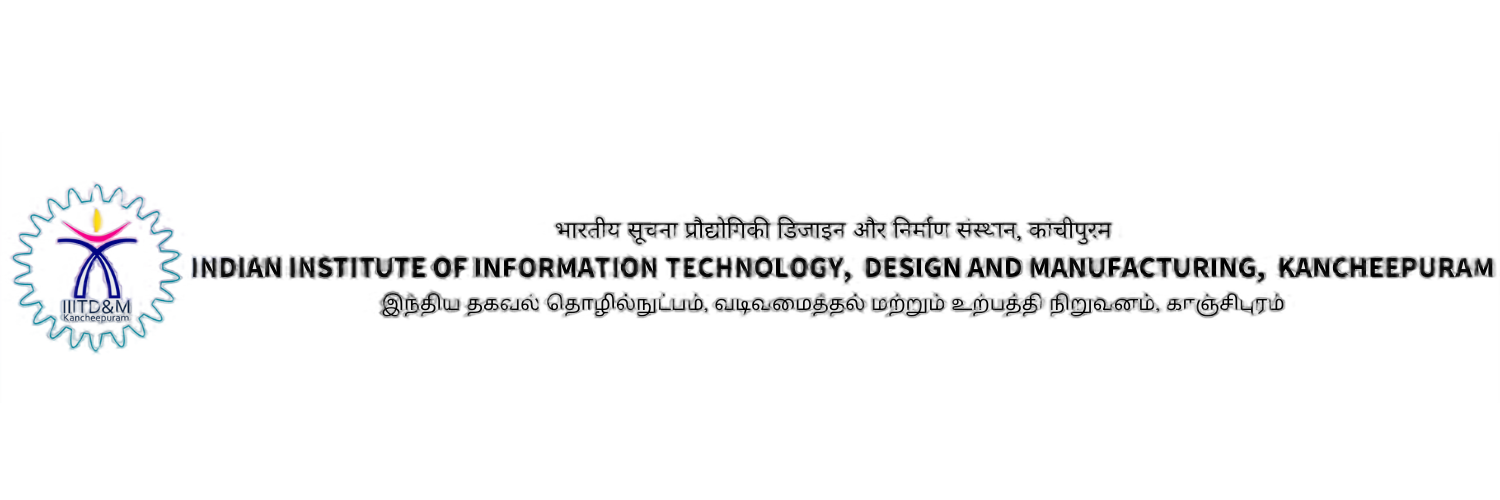 भारतीय सूचना प्रौद्योगिकी डिजाइन और निर्माण संस्थान, कांचीपुरम
INDIAN INSTITUTE OF INFORMATION TECHNOLOGY, DESIGN AND MANUFACTURING, KANCHEEPURAM
இந்திய தகவல் தொழில்நுட்பம், வடிவமைத்தல் மற்றும் உற்பத்தி நிறுவனம், காஞ்சிபுரம்
IIITD&M
Kancheepuram